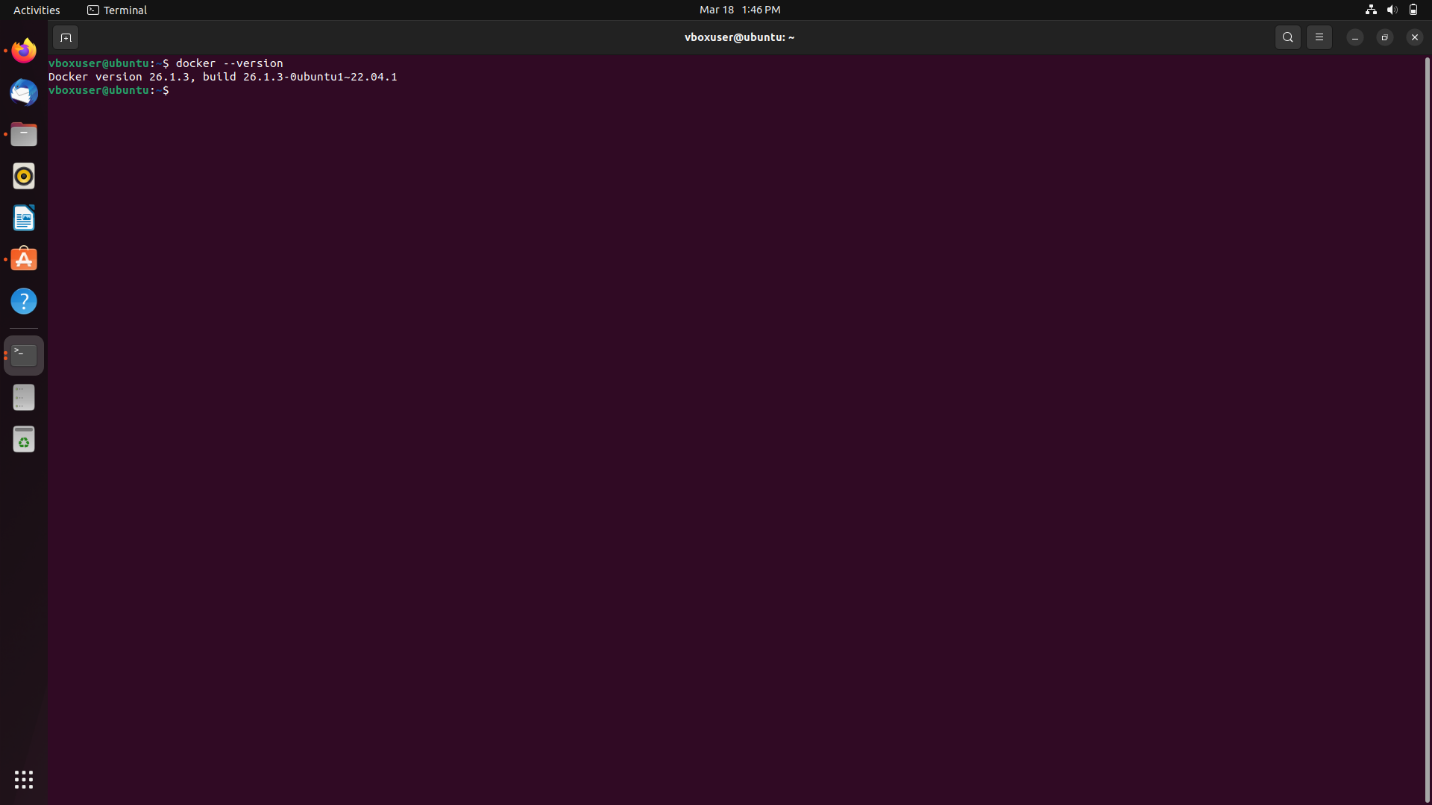 Activities
Terminal
Mar 18 1:46 PM
vboxuser@ubuntu: ~
vboxuser@ubuntu:~$ docker --version
Docker version 26.1.3, build 26.1.3-0ubuntu1~22.04.1
vboxuser@ubuntu:~$